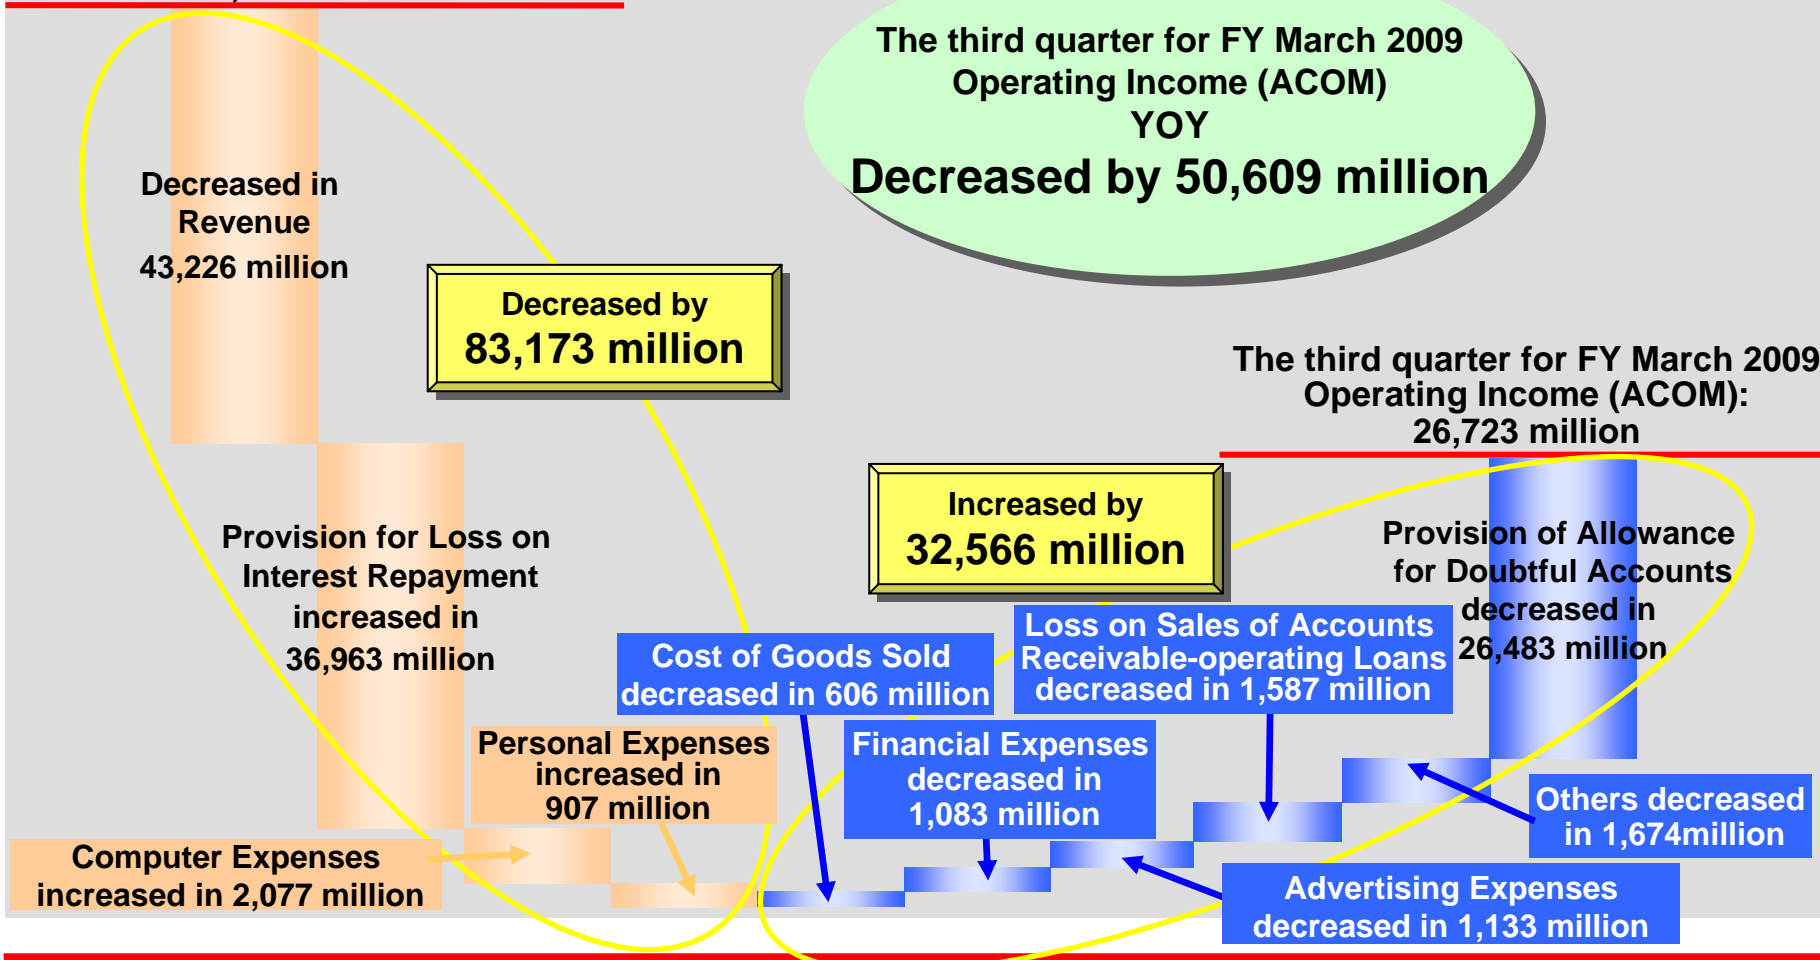 The third quarter for FY March 2009
Operating Income (ACOM)
YOY
Decreased by 50,609 million
Decreased in
Revenue
43,226 million
Decreased by
83,173 million
The third quarter for FY March 2009
Operating Income (ACOM):
26,723 million
Increased by
32,566 million
Provision for Loss on
Interest Repayment
increased in
36,963 million
Provision of Allowance
for Doubtful Accounts
decreased in
26,483 million
Cost of Goods Sold
decreased in 606 million
Loss on Sales of Accounts
Receivable-operating Loans
decreased in 1,587 million
Personal Expenses
increased in
907 million
Financial Expenses
decreased in
1,083 million
Others decreased
in 1,674million
Computer Expenses
increased in 2,077 million
Advertising Expenses
decreased in 1,133 million